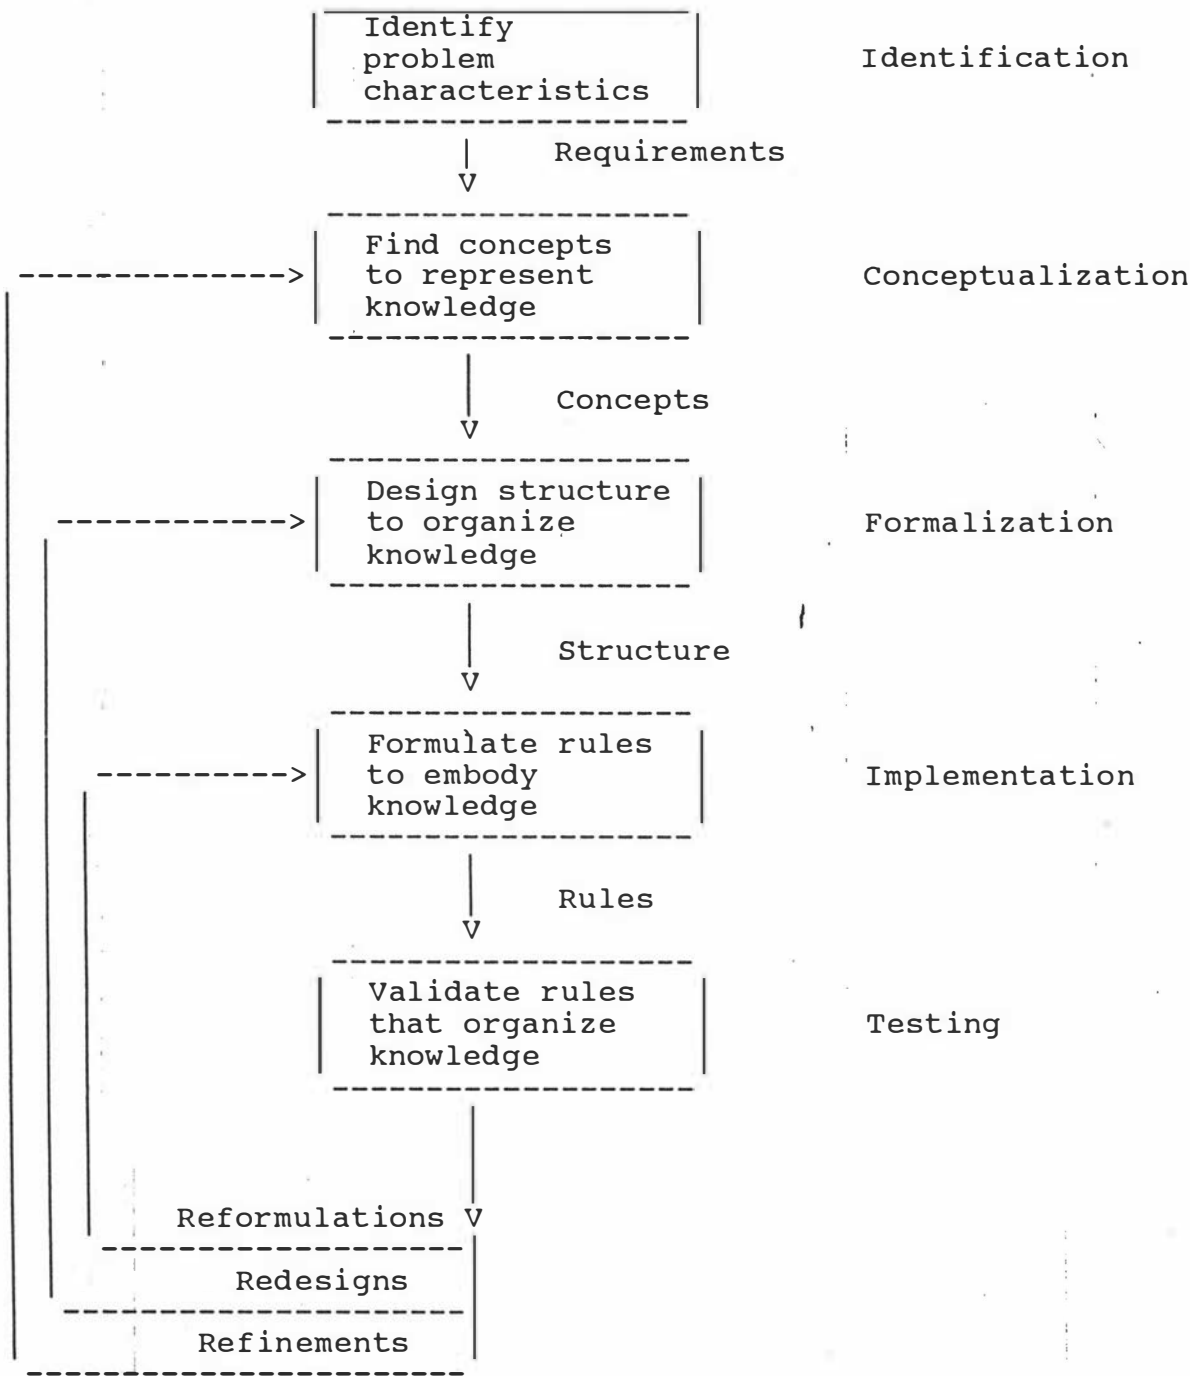 Identify
problem
characteristics
Identification
Requirements
Find concepts
to represent
knowledge
Conceptualization
Concepts
Design structure
to organize
knowledge
Formalization
Structure
Formulate rules
to embody
knowledge
Implementation
Rules
Validate rules
that organize
knowledge
Testing
Reformulations
Redesigns
Refinements